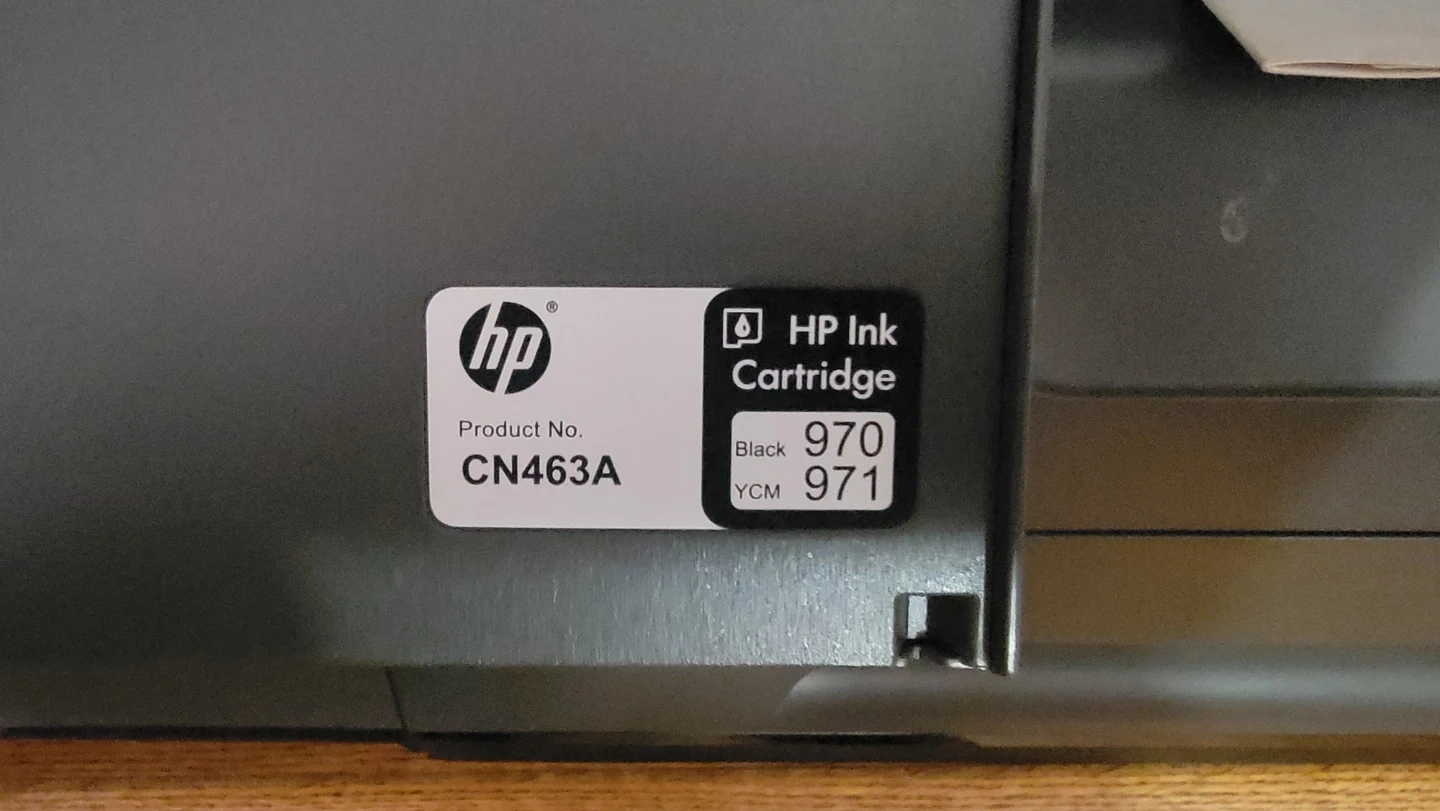 hp®
Product No.
CN463A
HP Ink
Cartridge
Black 970
YCM 971